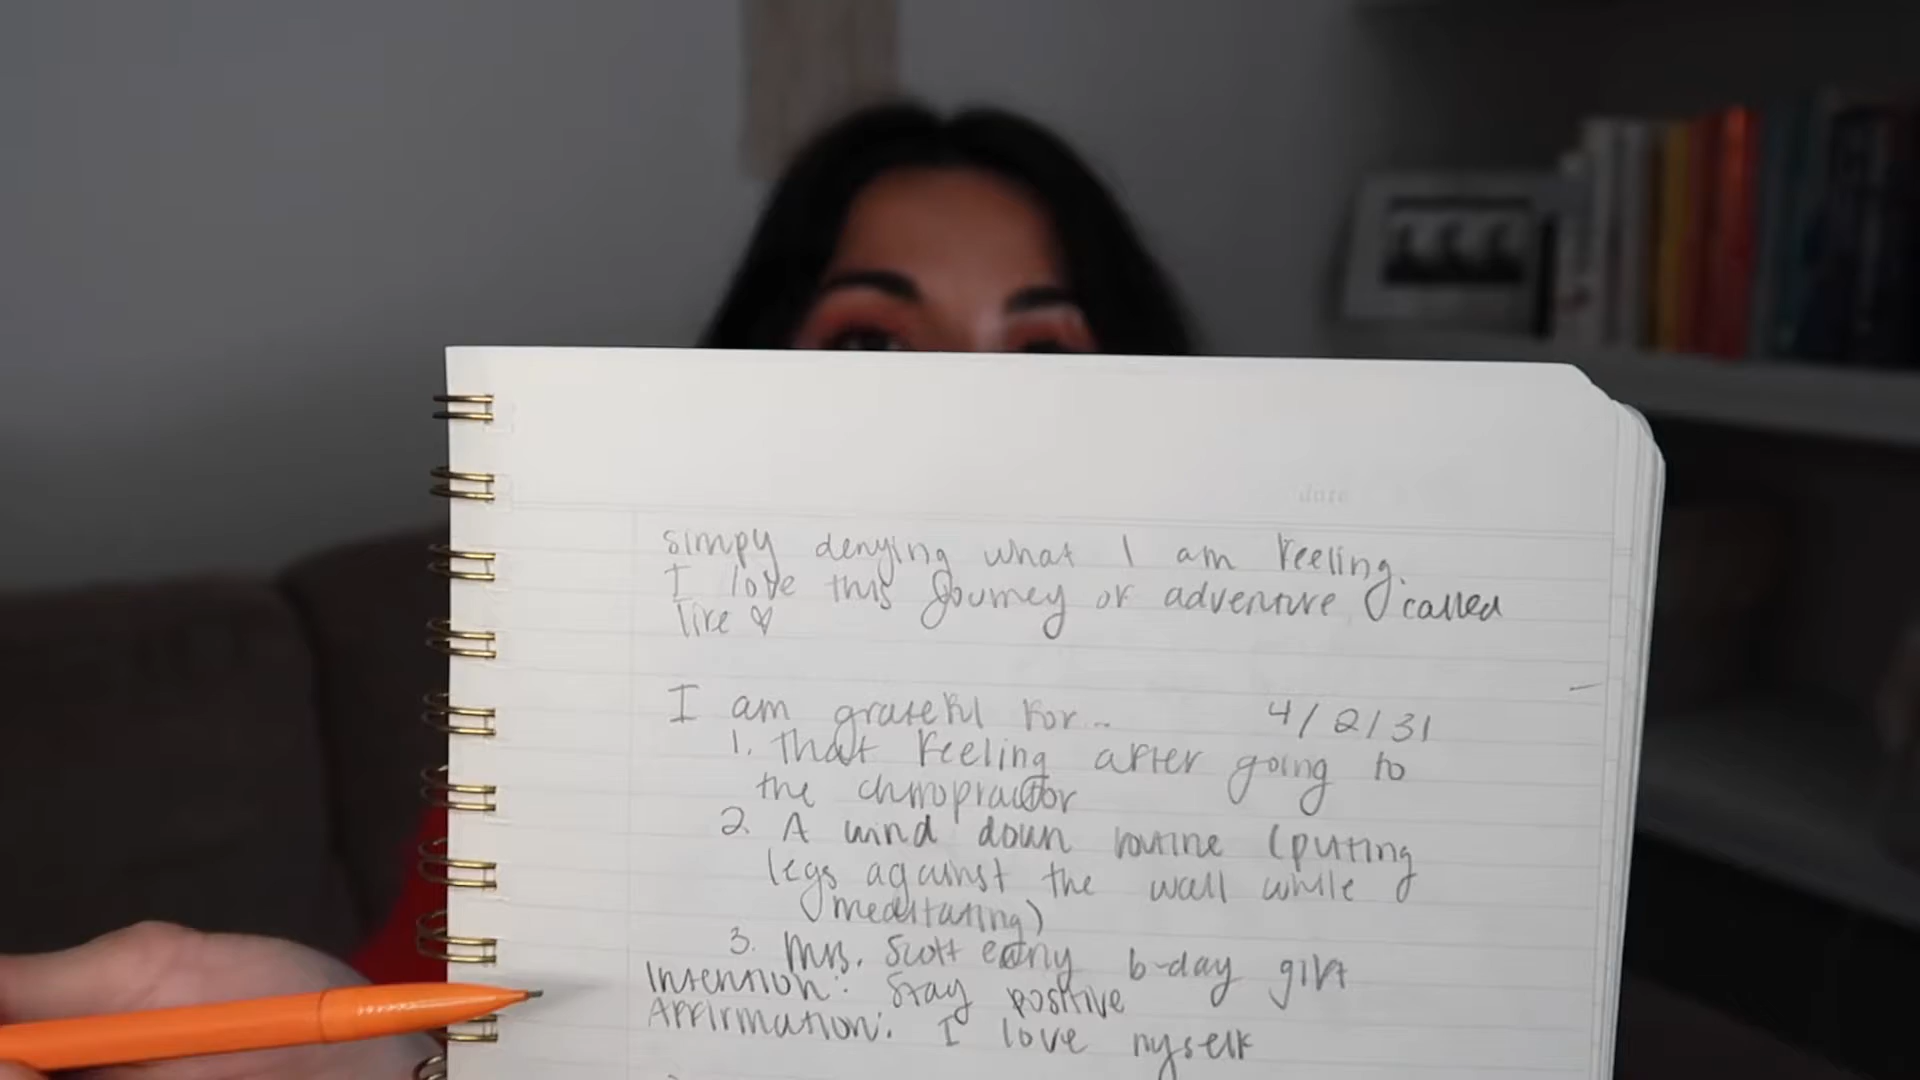 date
simpy denying what I am feeling.
I love this journey or adventure called
life ♡
I am grateful for... 4/2/31
1. That feeling after going to
the chiropractor
2. A wind down routine (putting
legs against the wall while
meditating)
3. Mrs. Scott early b-day gift
Intention: Stay positive
Affirmation: I love myself